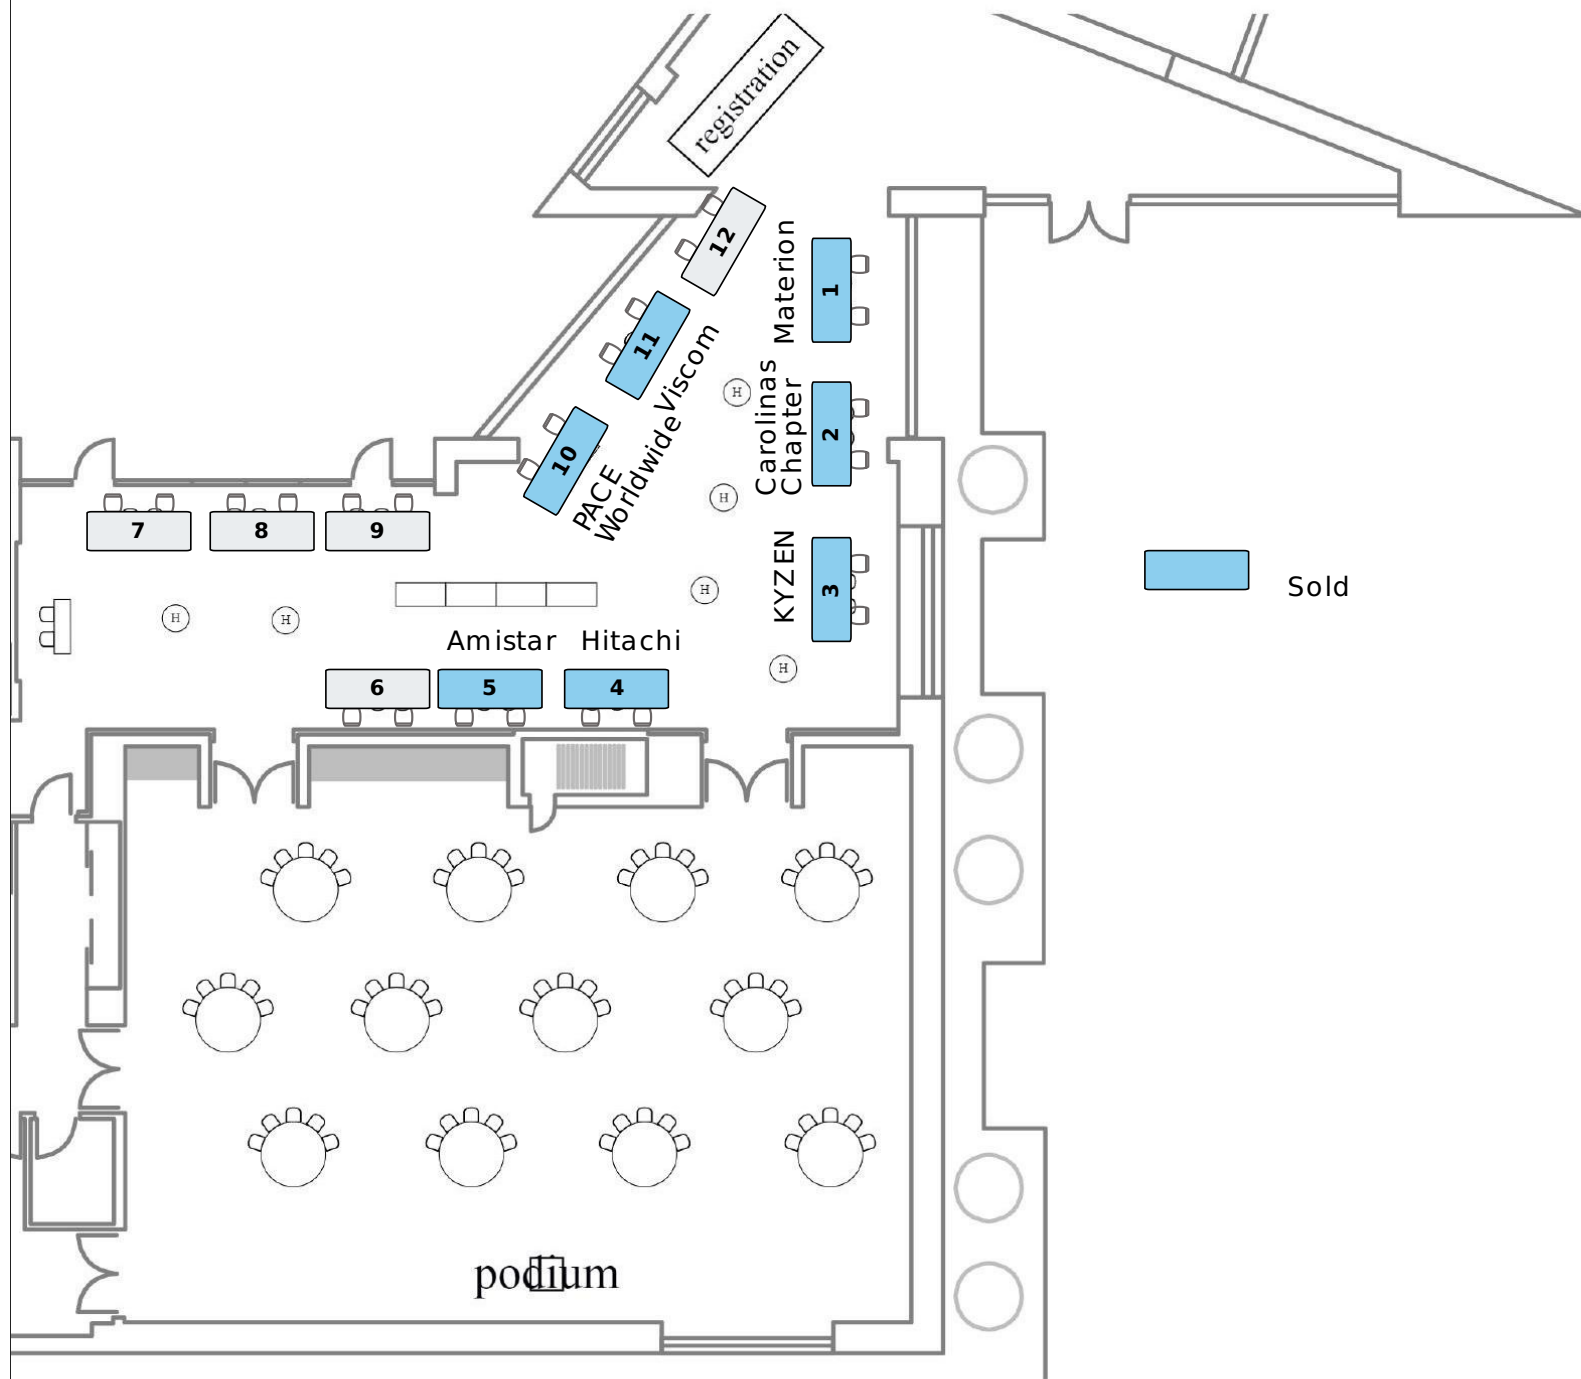 registration
12
Materion
1
11
Viscom
Carolinas
Chapter
2
10
PACE
Worldwide
H
H
7
8
9
KYZEN
3
H
H
H
H
Sold
Amistar
Hitachi
6
5
4
podium